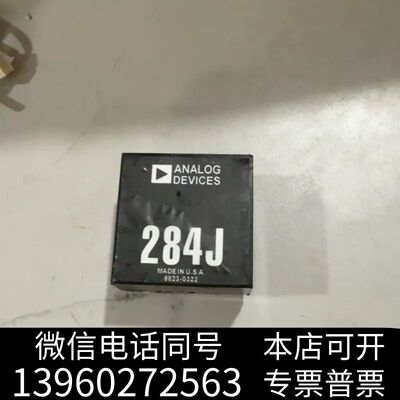 ANALOG
DEVICES
284J
MADE IN U.S.A.
9823-0322
微信电话同号
13960272563
本店可开
专票普票